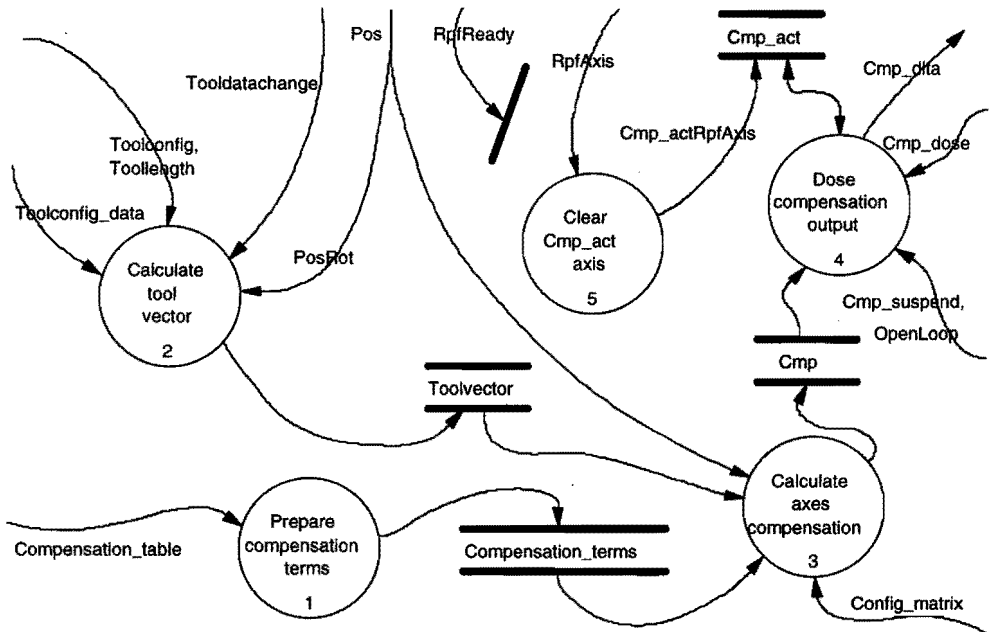 Pos
RpfReady
Cmp_act
RpfAxis
Cmp_dlta
Tooldatachange
Cmp_actRpfAxis
Cmp_dose
Toolconfig,
Toollength
Toolconfig_data
Dose
compensation
output
4
Clear
Cmp_act
axis
5
Calculate
tool
vector
2
PosRot
Cmp_suspend,
OpenLoop
Cmp
Toolvector
Calculate
axes
compensation
3
Prepare
compensation
terms
1
Compensation_table
Compensation_terms
Config_matrix